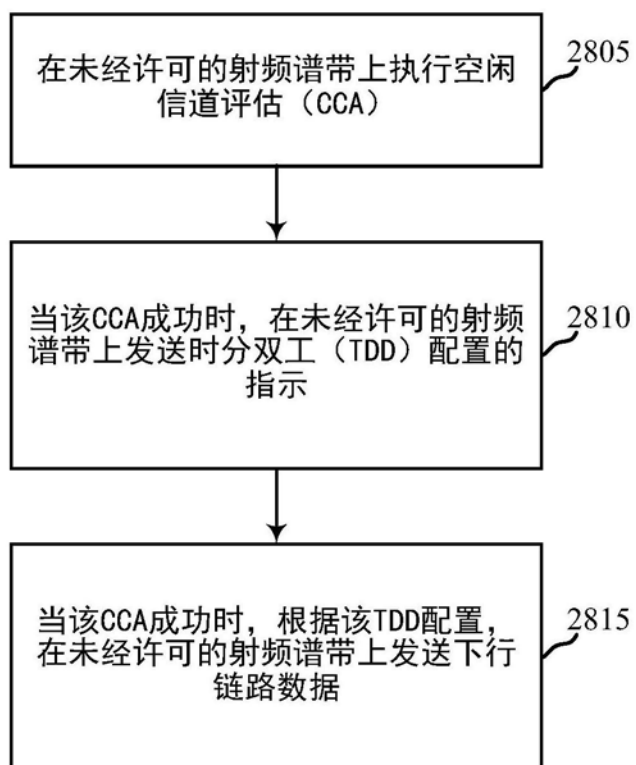 在未经许可的射频谱带上执行空闲
信道评估（CCA）
2805
当该CCA成功时，在未经许可的射频
谱带上发送时分双工（TDD）配置的
指示
2810
当该CCA成功时，根据该TDD配置，
在未经许可的射频谱带上发送下行
链路数据
2815